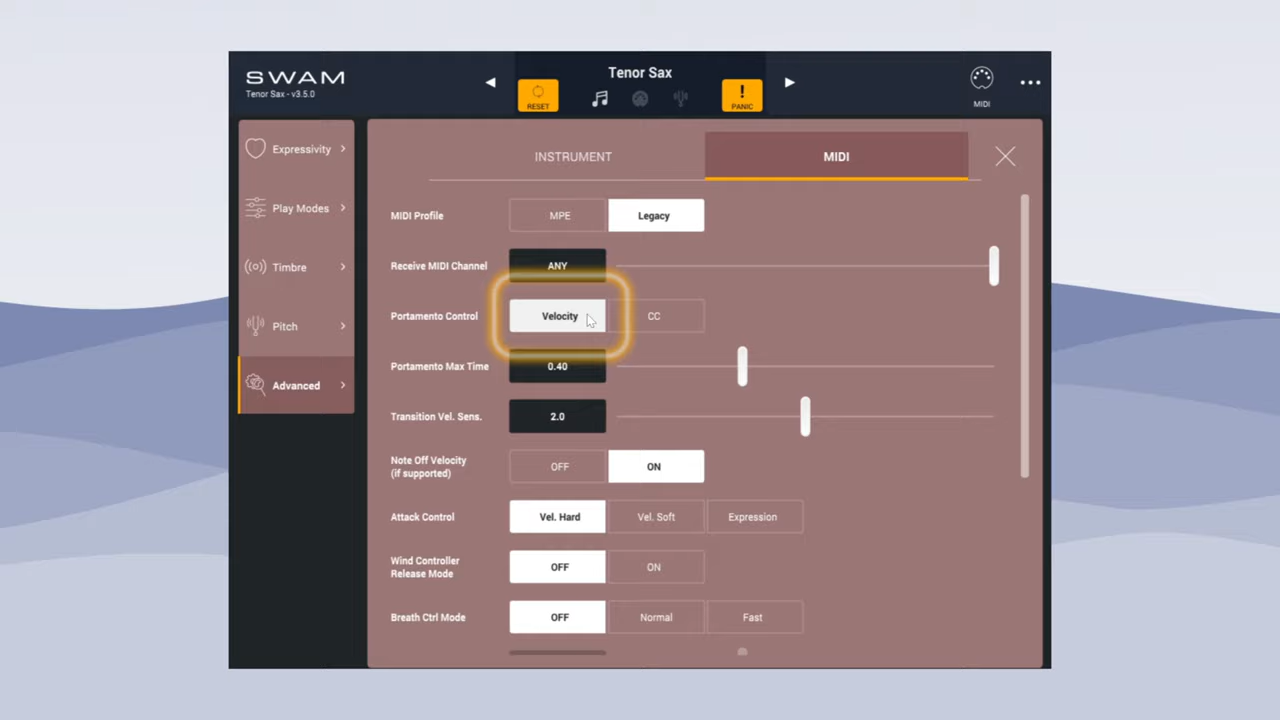 SWAM
Tenor Sax - v3.5.0
Tenor Sax
RESET
PANIC
MIDI
Expressivity
Play Modes
Timbre
Pitch
Advanced
INSTRUMENT
MIDI
MIDI Profile
MPE
Legacy
Receive MIDI Channel
ANY
Portamento Control
Velocity
CC
Portamento Max Time
0.40
Transition Vel. Sens.
2.0
Note Off Velocity
(if supported)
OFF
ON
Attack Control
Vel. Hard
Vel. Soft
Expression
Wind Controller
Release Mode
OFF
ON
Breath Ctrl Mode
OFF
Normal
Fast